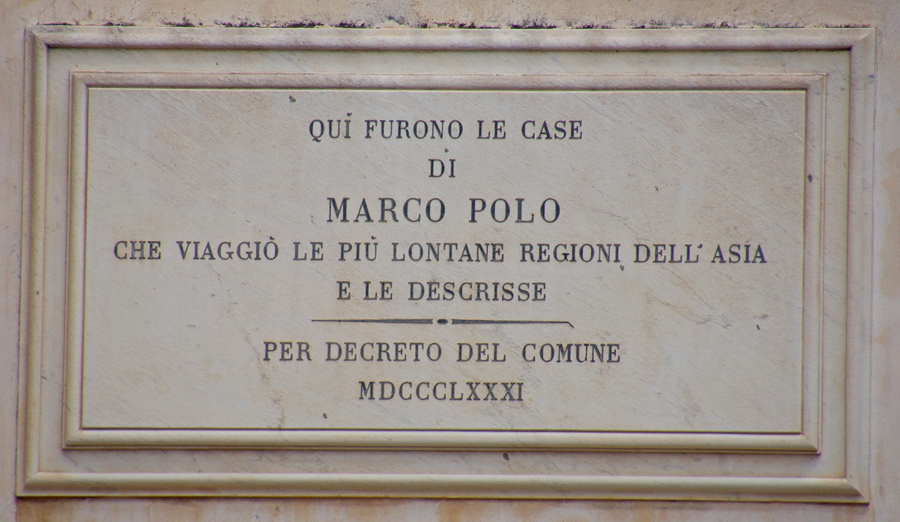 QUÌ FURONO LE CASE
DI
MARCO POLO
CHE VIAGGIÒ LE PIÙ LONTANE REGIONI DELL' ASIA
E LE DESCRISSE
PER DECRETO DEL COMUNE
MDCCCLXXXI